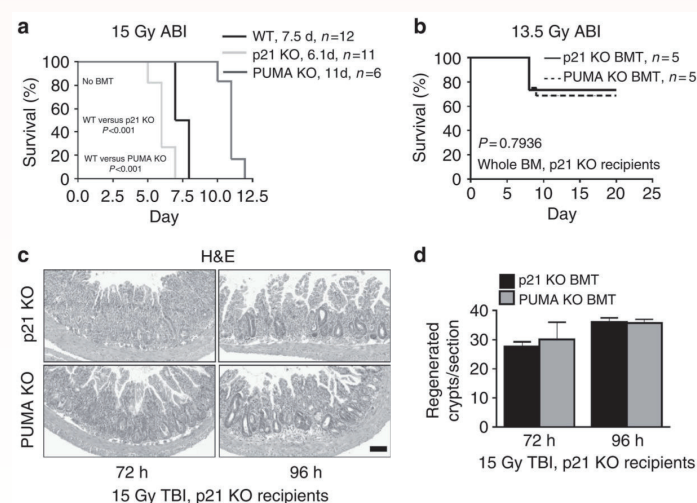 a
15 Gy ABI
WT, 7.5 d, n=12
p21 KO, 6.1d, n=11
PUMA KO, 11d, n=6
Survival (%)
100
80
60
40
20
0
No BMT
WT versus p21 KO
P<0.001
WT versus PUMA KO
P<0.001
0.0 2.5 5.0 7.5 10.0 12.5
Day
b
13.5 Gy ABI
p21 KO BMT, n=5
PUMA KO BMT, n=5
Survival (%)
100
80
60
40
20
0
P=0.7936
Whole BM, p21 KO recipients
0 5 10 15 20 25
Day
c
H&E
p21 KO
PUMA KO
72 h 96 h
15 Gy TBI, p21 KO recipients
d
p21 KO BMT
PUMA KO BMT
Regenerated
crypts/section
40
30
20
10
0
72 h 96 h
15 Gy TBI, p21 KO recipients